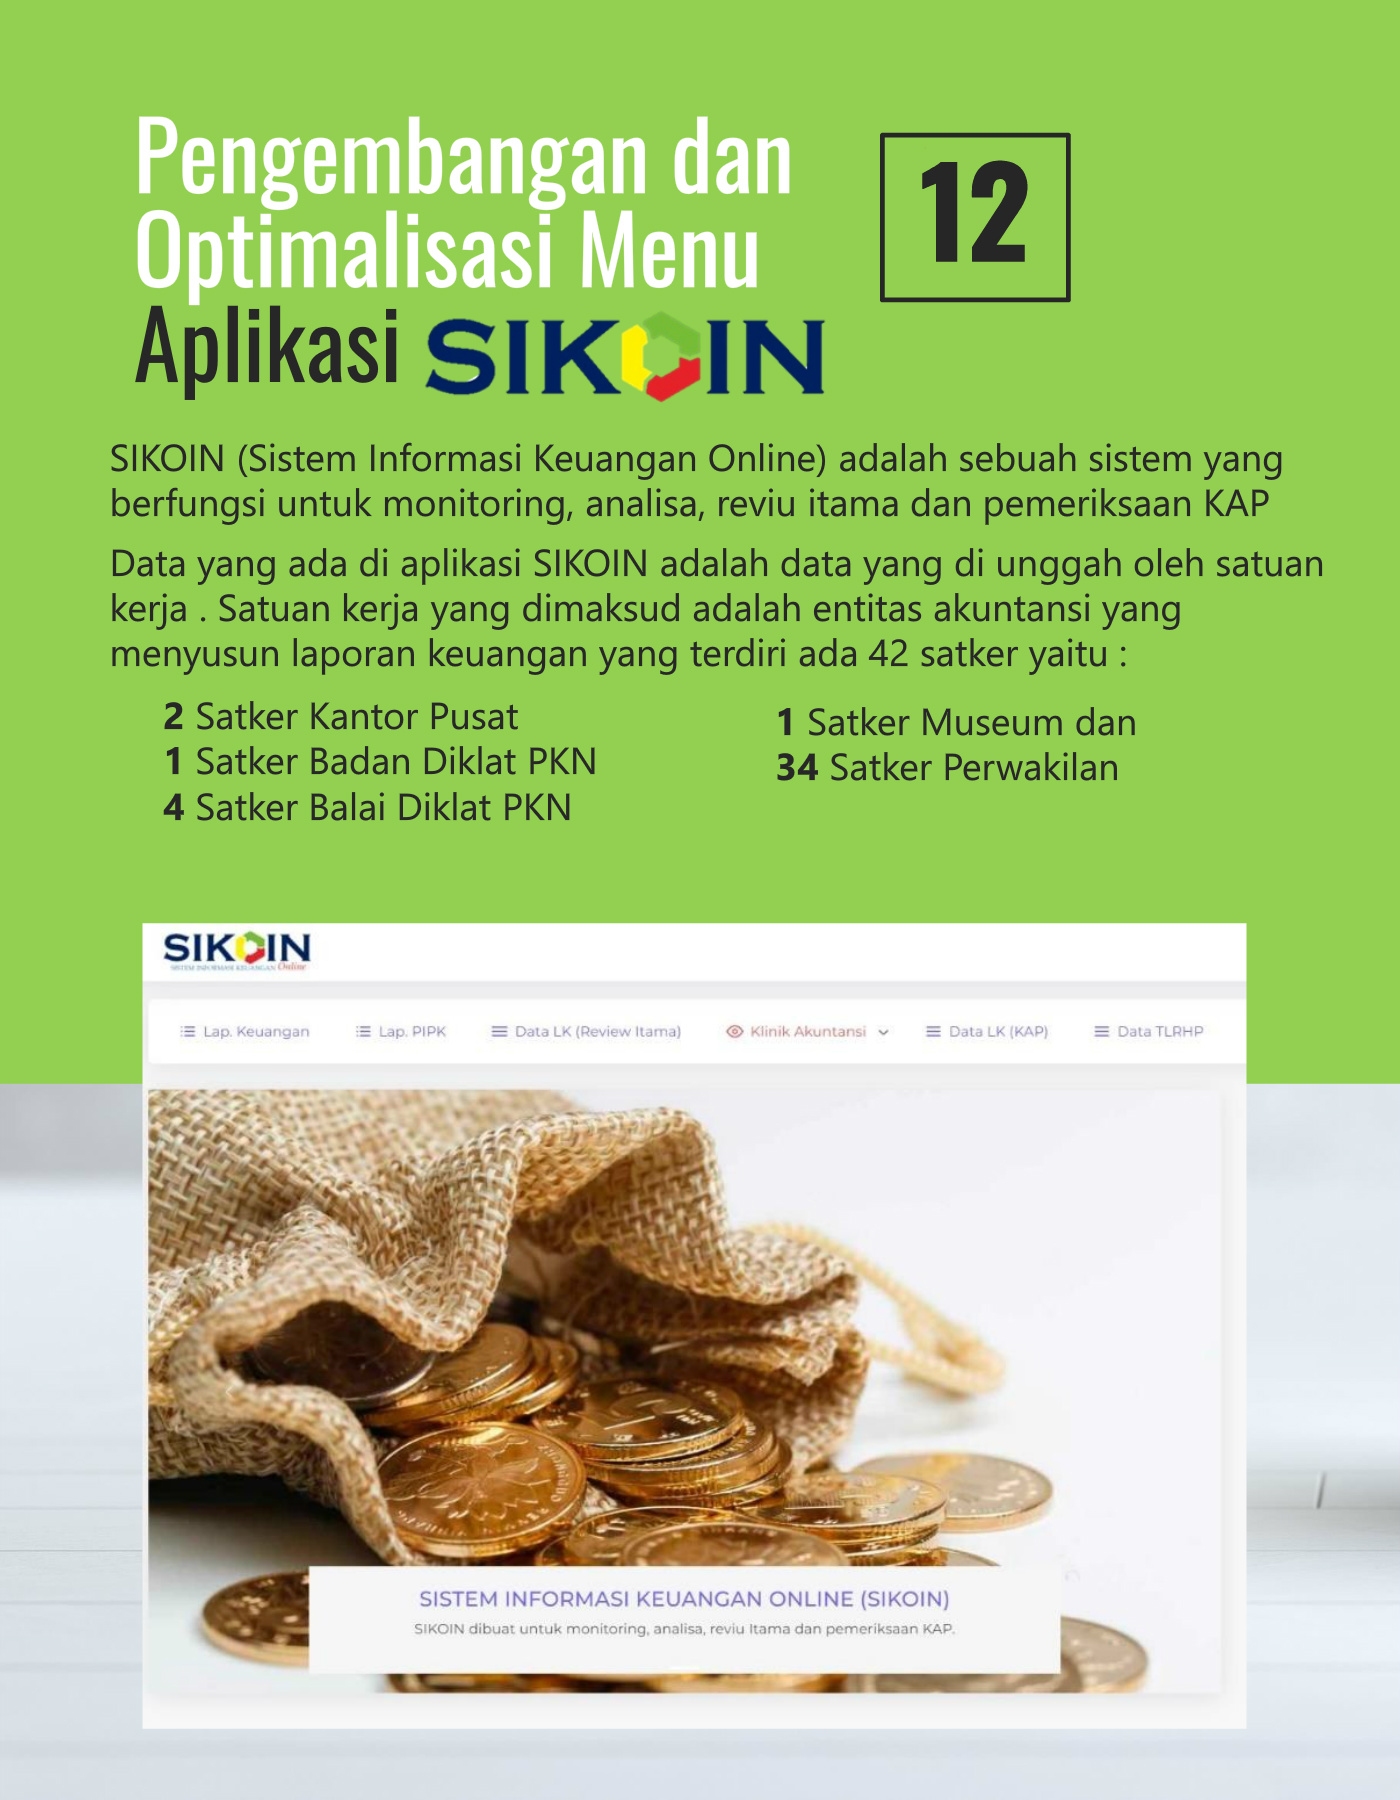 Pengembangan dan
Optimalisasi Menu
Aplikasi SIKOIN
12
SIKOIN (Sistem Informasi Keuangan Online) adalah sebuah sistem yang
berfungsi untuk monitoring, analisa, reviu itama dan pemeriksaan KAP
Data yang ada di aplikasi SIKOIN adalah data yang di unggah oleh satuan
kerja . Satuan kerja yang dimaksud adalah entitas akuntansi yang
menyusun laporan keuangan yang terdiri ada 42 satker yaitu :
2 Satker Kantor Pusat
1 Satker Badan Diklat PKN
4 Satker Balai Diklat PKN
1 Satker Museum dan
34 Satker Perwakilan
SIKOIN
SISTEM INFORMASI KEUANGAN Online
Lap. Keuangan Lap. PIPK Data LK (Review Itama) Klinik Akuntansi Data LK (KAP) Data TLRHP
SISTEM INFORMASI KEUANGAN ONLINE (SIKOIN)
SIKOIN dibuat untuk monitoring, analisa, reviu Itama dan pemeriksaan KAP.